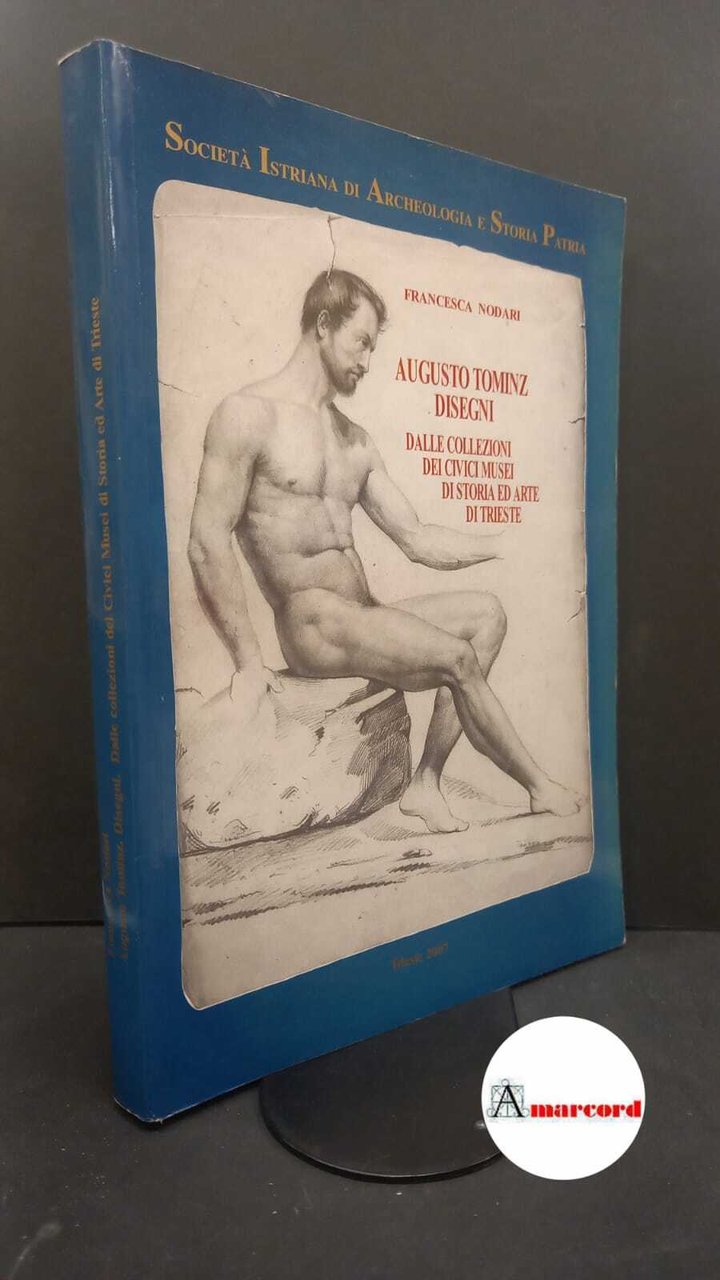 SOCIETÀ ISTRIANA DI ARCHEOLOGIA E STORIA PATRIA
FRANCESCA NODARI
AUGUSTO TOMINZ
DISEGNI
DALLE COLLEZIONI
DEI CIVICI MUSEI
DI STORIA ED ARTE
DI TRIESTE
Trieste 2007
Francesca Nodari
Augusto Tominz. Disegni. Dalle collezioni dei Civici Musei di Storia ed Arte di Trieste
Amarcord